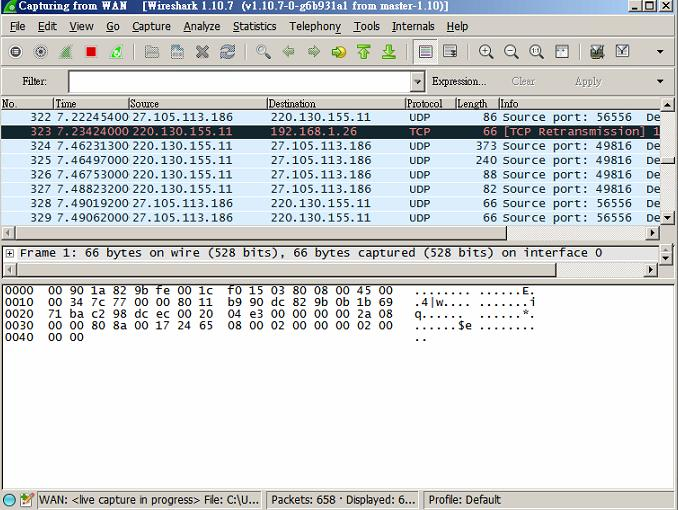 Capturing from WAN [Wireshark 1.10.7 (v1.10.7-0-g6b931a1 from master-1.10)]
File Edit View Go Capture Analyze Statistics Telephony Tools Internals Help
Filter: Expression... Clear Apply
No. Time Source Destination Protocol Length Info
322 7.22245400 27.105.113.186 220.130.155.11 UDP 86 Source port: 56556 De
323 7.23424000 220.130.155.11 192.168.1.26 TCP 66 [TCP Retransmission] 1
324 7.46231300 220.130.155.11 27.105.113.186 UDP 373 Source port: 49816 De
325 7.46497000 220.130.155.11 27.105.113.186 UDP 240 Source port: 49816 De
326 7.46753000 220.130.155.11 27.105.113.186 UDP 88 Source port: 49816 De
327 7.48823200 220.130.155.11 27.105.113.186 UDP 82 Source port: 49816 De
328 7.49019200 27.105.113.186 220.130.155.11 UDP 66 Source port: 56556 De
329 7.49062000 27.105.113.186 220.130.155.11 UDP 66 Source port: 56556 De
Frame 1: 66 bytes on wire (528 bits), 66 bytes captured (528 bits) on interface 0
0000 00 90 1a 82 9b fe 00 1c f0 15 03 80 08 00 45 00 ........ ......E.
0010 00 34 7c 77 00 00 80 11 b9 90 dc 82 9b 0b 1b 69 .4|w.... .......i
0020 71 ba c2 98 dc ec 00 20 04 e3 00 00 00 00 2a 08 q...... ......*.
0030 00 00 80 8a 00 17 24 65 08 00 02 00 00 00 02 00 ......$e ........
0040 00 00 ..
WAN: <live capture in progress> File: C:\U... Packets: 658 · Displayed: 6... Profile: Default